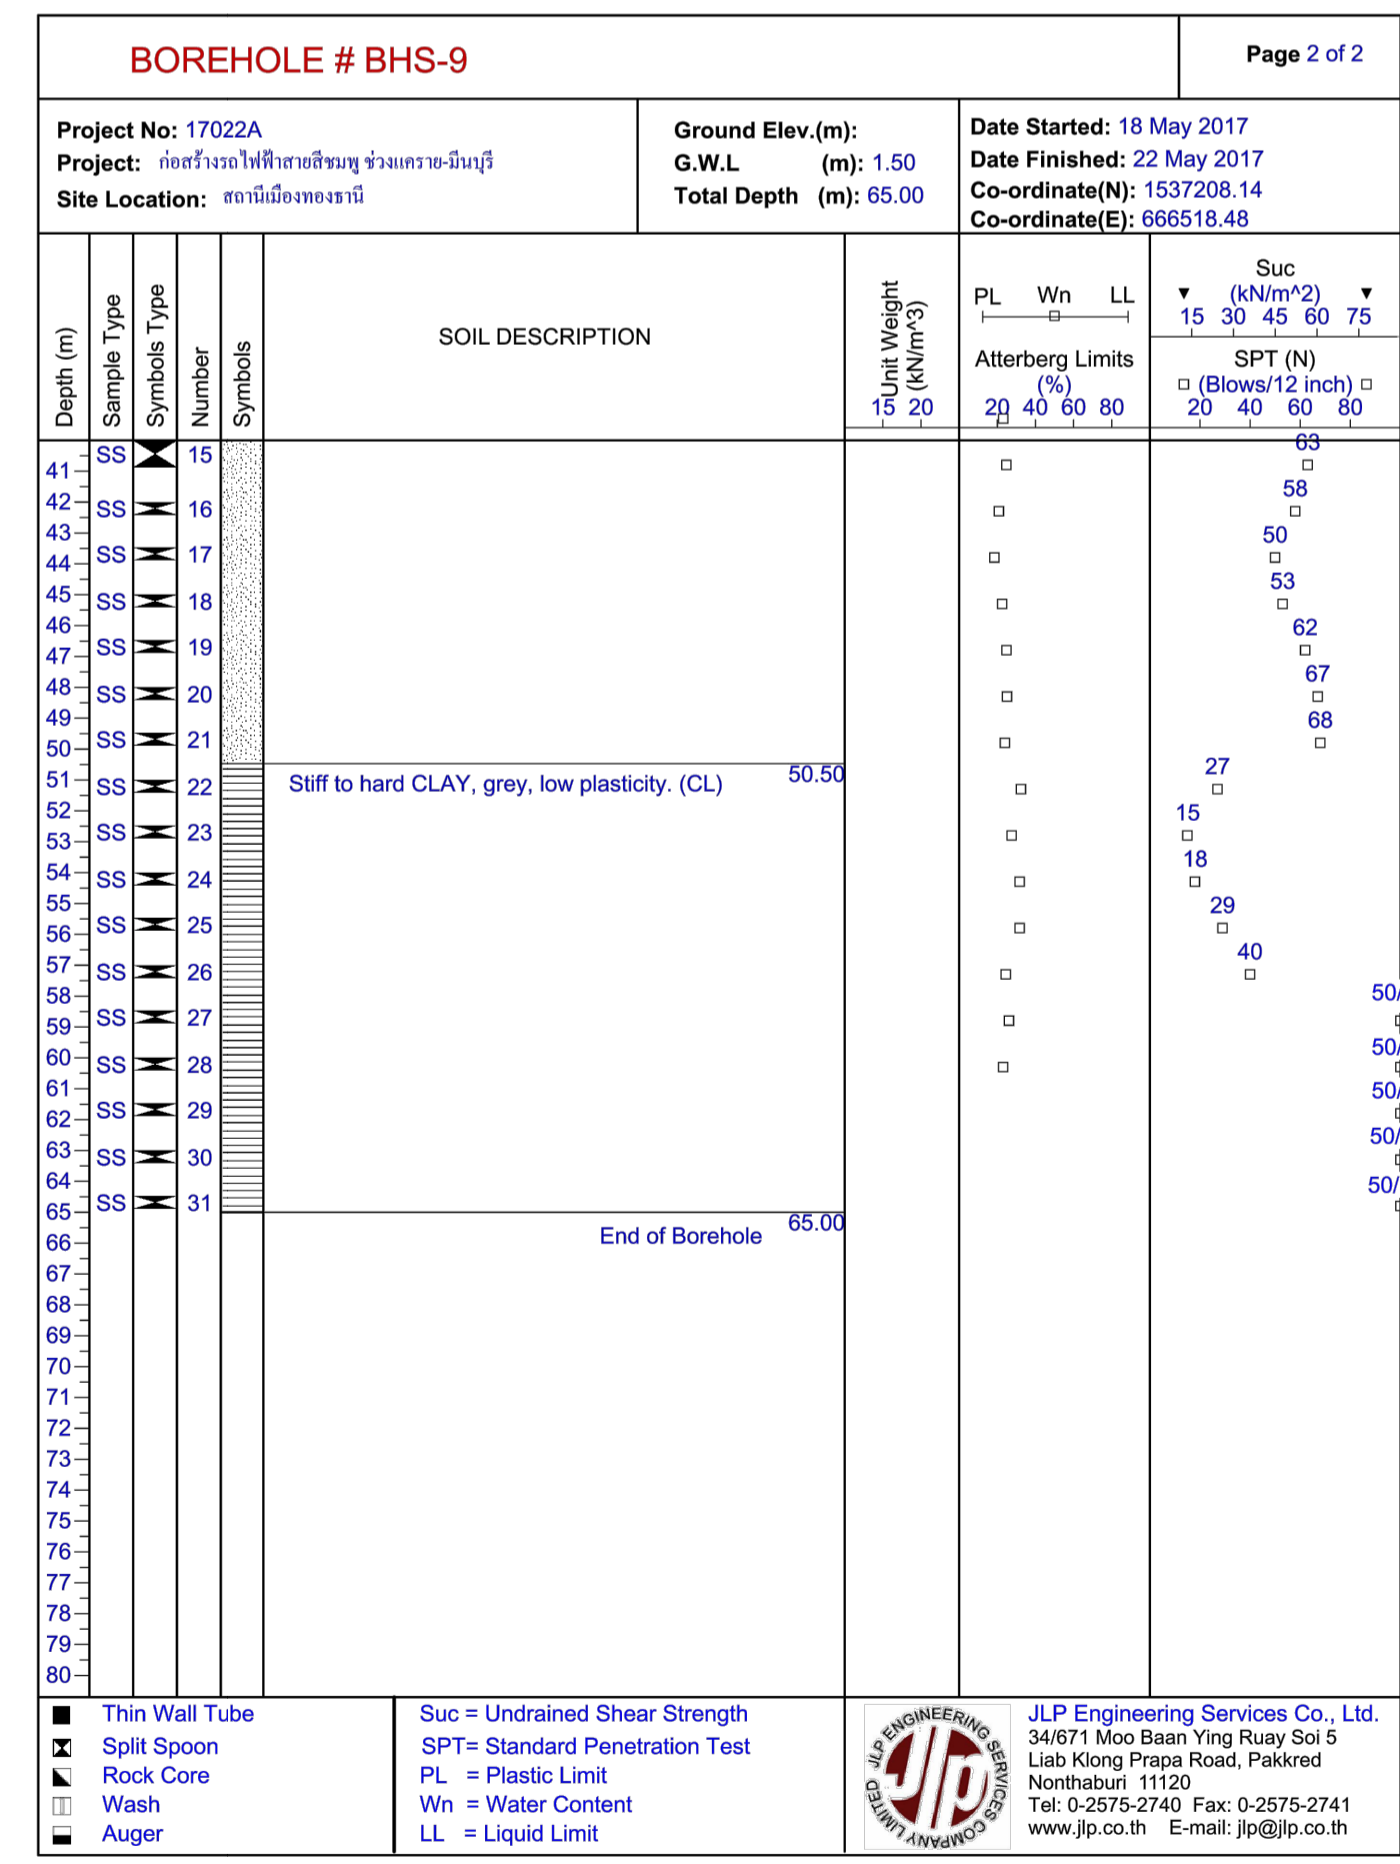 BOREHOLE # BHS-9
Page 2 of 2
Project No: 17022A
Project: ก่อสร้างรถไฟฟ้าสายสีชมพู ช่วงแคราย-มีนบุรี
Site Location: สถานีเมืองทองธานี
Ground Elev.(m):
G.W.L (m): 1.50
Total Depth (m): 65.00
Date Started: 18 May 2017
Date Finished: 22 May 2017
Co-ordinate(N): 1537208.14
Co-ordinate(E): 666518.48
Depth (m)
Sample Type
Symbols Type
Number
Symbols
SOIL DESCRIPTION
Unit Weight
(kN/m^3)
15 20
PL Wn LL
Atterberg Limits
(%)
20 40 60 80
Suc
(kN/m^2)
15 30 45 60 75
SPT (N)
(Blows/12 inch)
20 40 60 80
SS 15 63
41
42 SS 16 58
43
SS 17 50
44
45 SS 18 53
46
SS 19 62
47
48 SS 20 67
49
SS 21 68
50
Stiff to hard CLAY, grey, low plasticity. (CL) 50.50
51 SS 22 27
52
SS 23 15
53
54 SS 24 18
55
SS 25 29
56
57 SS 26 40
58
SS 27 50/
59
60 SS 28 50/
61
SS 29 50/
62
63 SS 30 50/
64
SS 31 50/
65
End of Borehole 65.00
66
67
68
69
70
71
72
73
74
75
76
77
78
79
80
Thin Wall Tube
Split Spoon
Rock Core
Wash
Auger
Suc = Undrained Shear Strength
SPT= Standard Penetration Test
PL = Plastic Limit
Wn = Water Content
LL = Liquid Limit
JLP ENGINEERING SERVICES COMPANY LIMITED
Jlp
JLP Engineering Services Co., Ltd.
34/671 Moo Baan Ying Ruay Soi 5
Liab Klong Prapa Road, Pakkred
Nonthaburi 11120
Tel: 0-2575-2740 Fax: 0-2575-2741
www.jlp.co.th E-mail: jlp@jlp.co.th